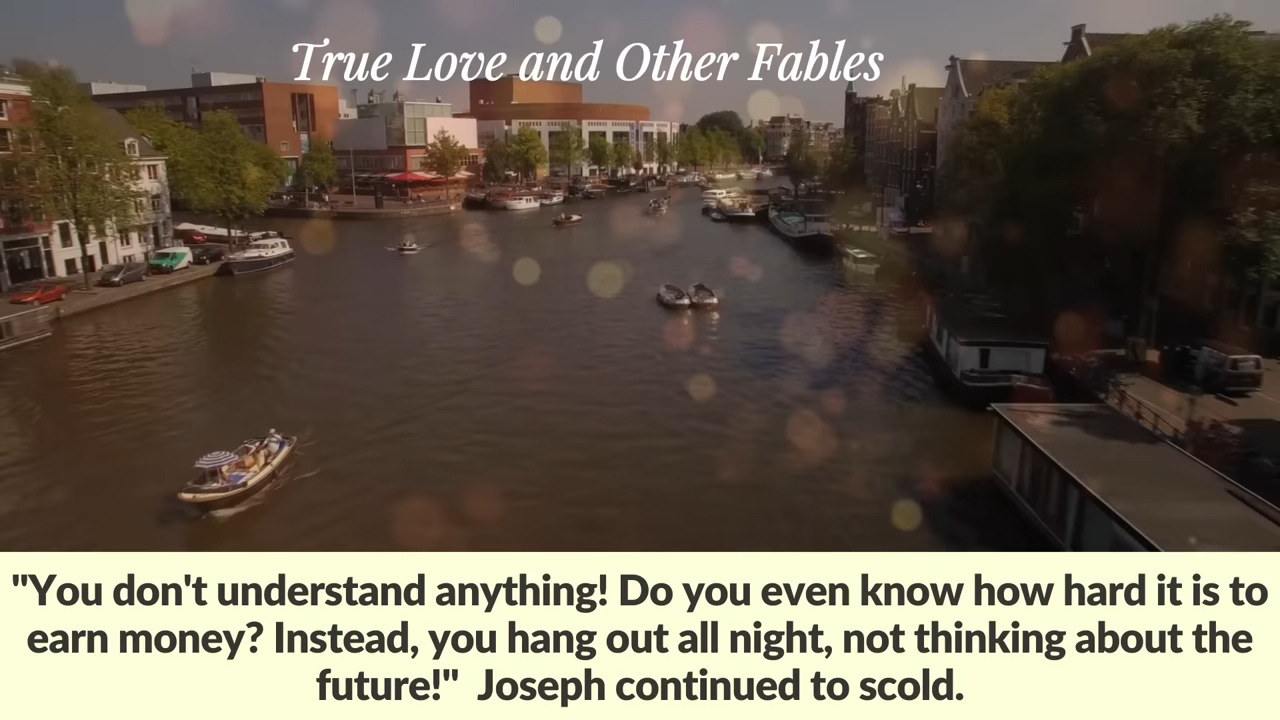 True Love and Other Fables
"You don't understand anything! Do you even know how hard it is to
earn money? Instead, you hang out all night, not thinking about the
future!"  Joseph continued to scold.